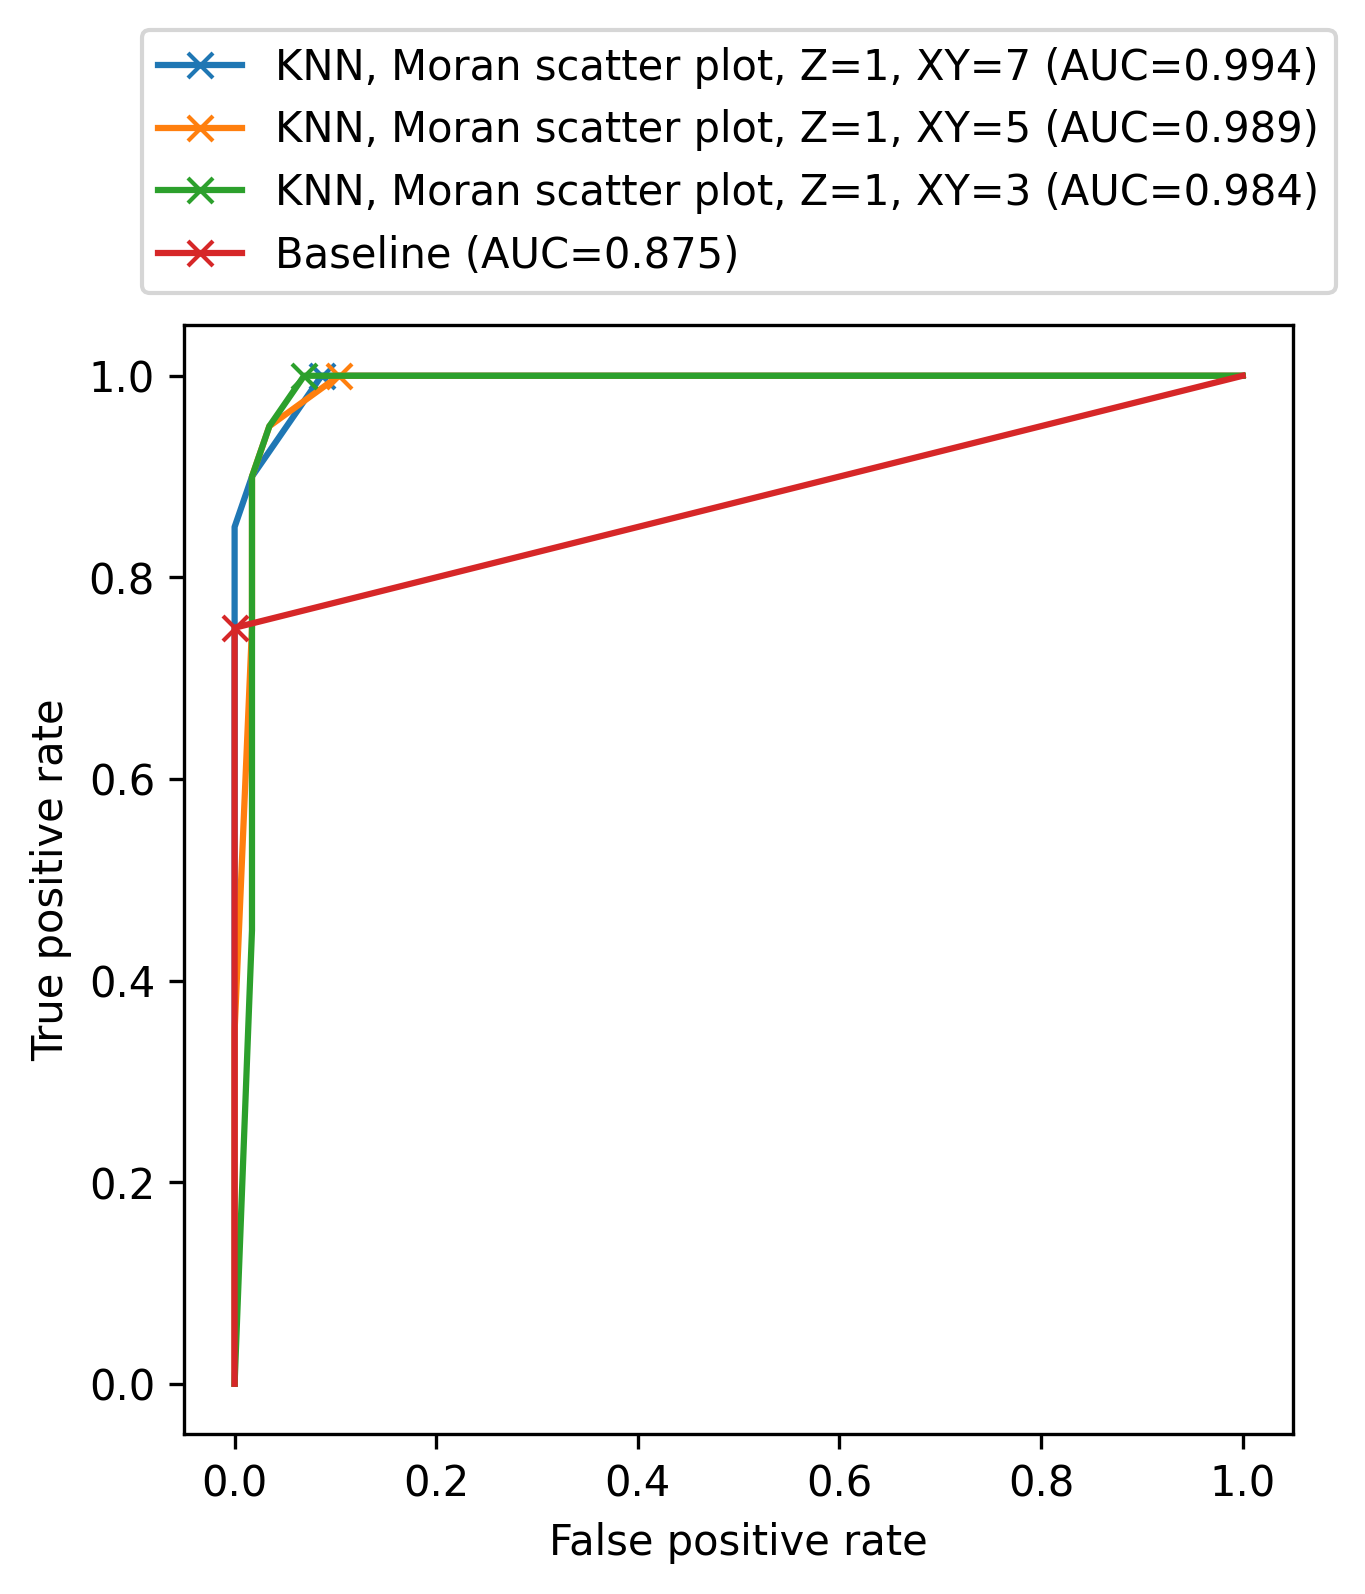 KNN, Moran scatter plot, Z=1, XY=7 (AUC=0.994)
KNN, Moran scatter plot, Z=1, XY=5 (AUC=0.989)
KNN, Moran scatter plot, Z=1, XY=3 (AUC=0.984)
Baseline (AUC=0.875)
1.0
0.8
0.6
0.4
0.2
0.0
True positive rate
0.0 0.2 0.4 0.6 0.8 1.0
False positive rate